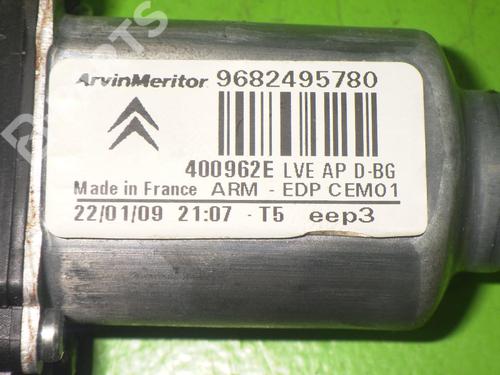 ArvinMeritor 9682495780
400962E LVE AP D-BG
Made in France ARM - EDP CEM01
22/01/09 21:07 - T5 eep3